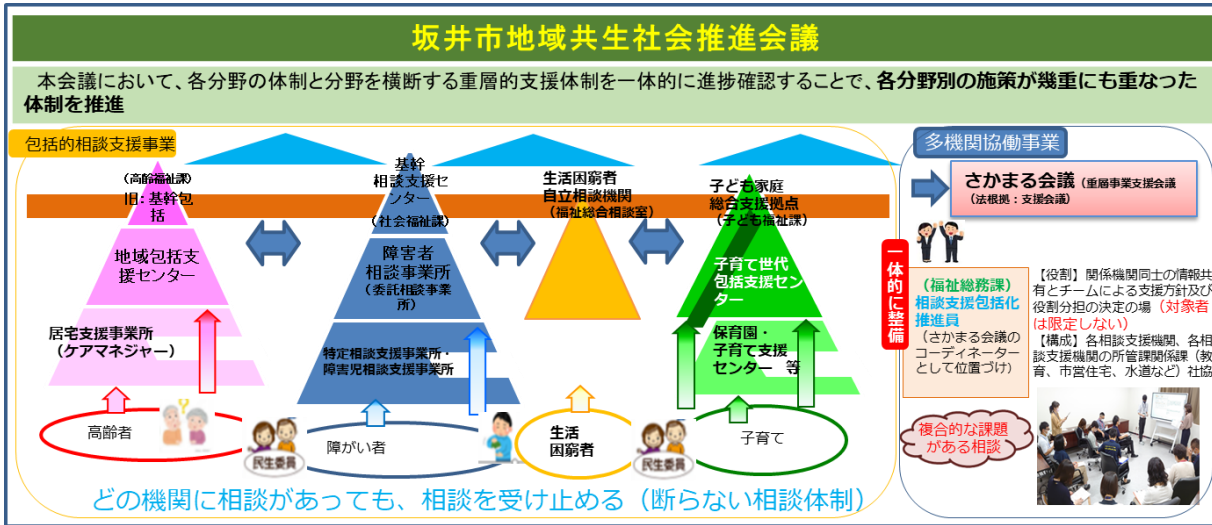 坂井市地域共生社会推進会議
本会議において、各分野の体制と分野を横断する重層的支援体制を一体的に進捗確認することで、各分野別の施策が幾重にも重なった
体制を推進
包括的相談支援事業
(高齢福祉課)
旧：基幹包
括
地域包括支
援センター
居宅支援事業所
（ケアマネジャー）
高齢者
基幹
相談支援セ
ンター
（社会福祉課）
障害者
相談事業所
（委託相談事業
所）
特定相談支援事業所・
障害児相談支援事業所
民生委員
障がい者
生活困窮者
自立相談機関
（福祉総合相談室）
生活
困窮者
子ども家庭
総合支援拠点
（子ども福祉課）
子育て世代
包括支援セン
ター
保育園・
子育て支援
センター　等
民生委員
子育て
どの機関に相談があっても、相談を受け止める（断らない相談体制）
一体的に整備
多機関協働事業
さかまる会議（重層事業支援会議
（法根拠：支援会議）
（福祉総務課）
相談支援包括化
推進員
（さかまる会議の
コーディネーター
として位置づけ）
【役割】関係機関同士の情報共
有とチームによる支援方針及び
役割分担の決定の場（対象者
は限定しない）
【構成】各相談支援機関、各相
談支援機関の所管課関係課（教
育、市営住宅、水道など）社協
複合的な課題
がある相談